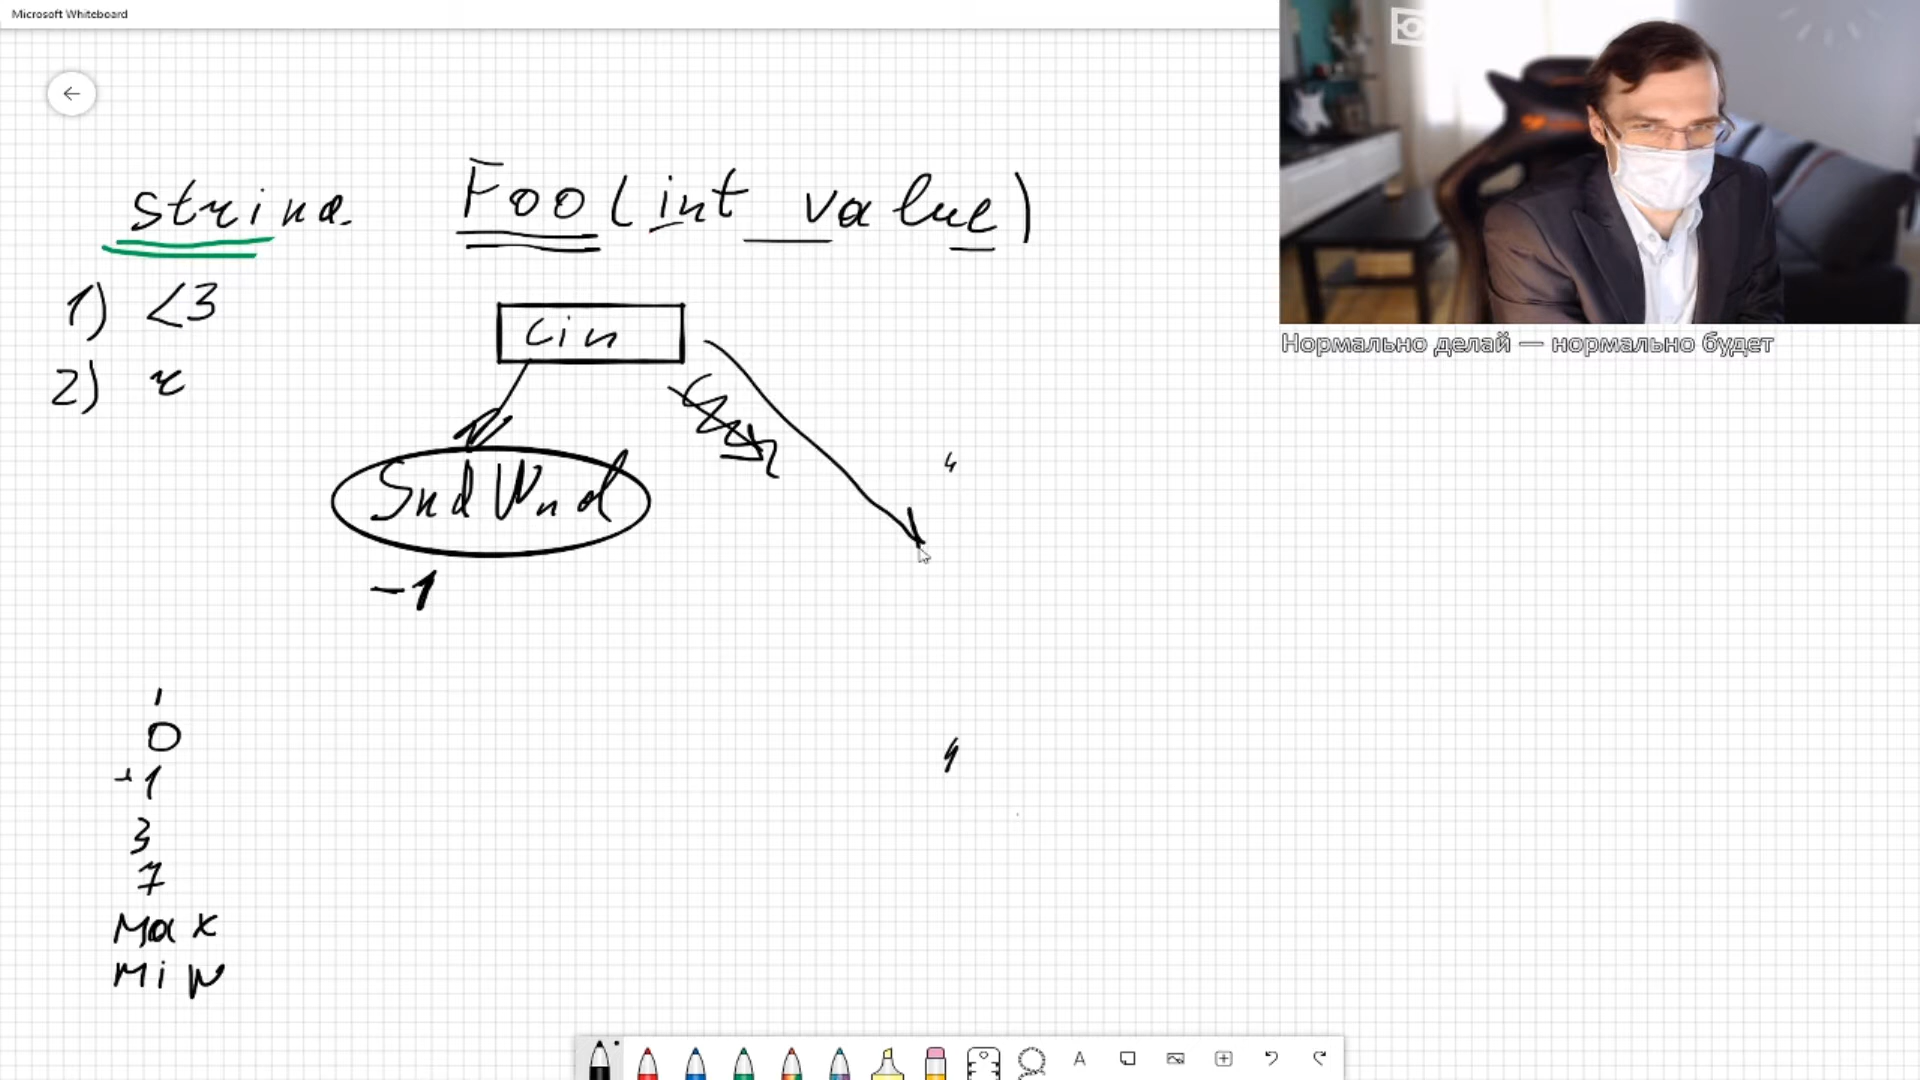 Microsoft Whiteboard
string Foo(int value)
1) <3
2) r
cin
SndWnd
-1
4
0
+1
3
7
Max
Min
4
A
Нормально делай — нормально будет